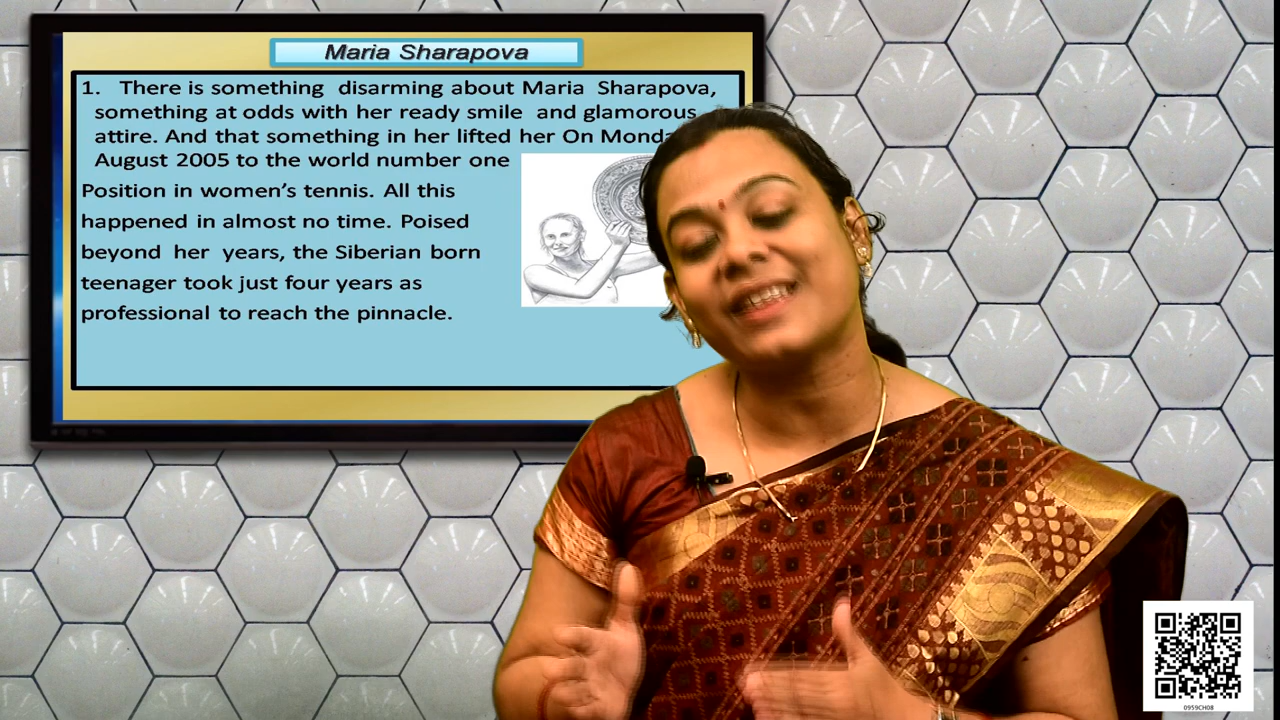 Maria Sharapova
1. There is something disarming about Maria Sharapova,
something at odds with her ready smile and glamorous
attire. And that something in her lifted her On
August 2005 to the world number one
Position in women's tennis. All this
happened in almost no time. Poised
beyond her years, the Siberian born
teenager took just four years as
professional to reach the pinnacle.
0959CH08